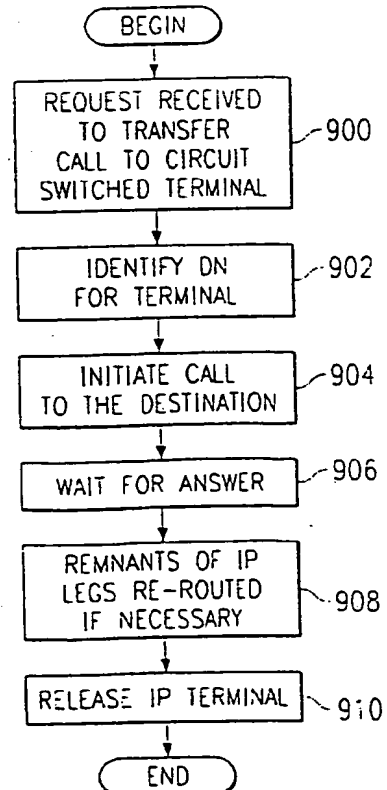 BEGIN
REQUEST RECEIVED
TO TRANSFER
CALL TO CIRCUIT
SWITCHED TERMINAL
900
IDENTIFY DN
FOR TERMINAL
902
INITIATE CALL
TO THE DESTINATION
904
WAIT FOR ANSWER
906
REMNANTS OF IP
LEGS RE-ROUTED
IF NECESSARY
908
RELEASE IP TERMINAL
910
END